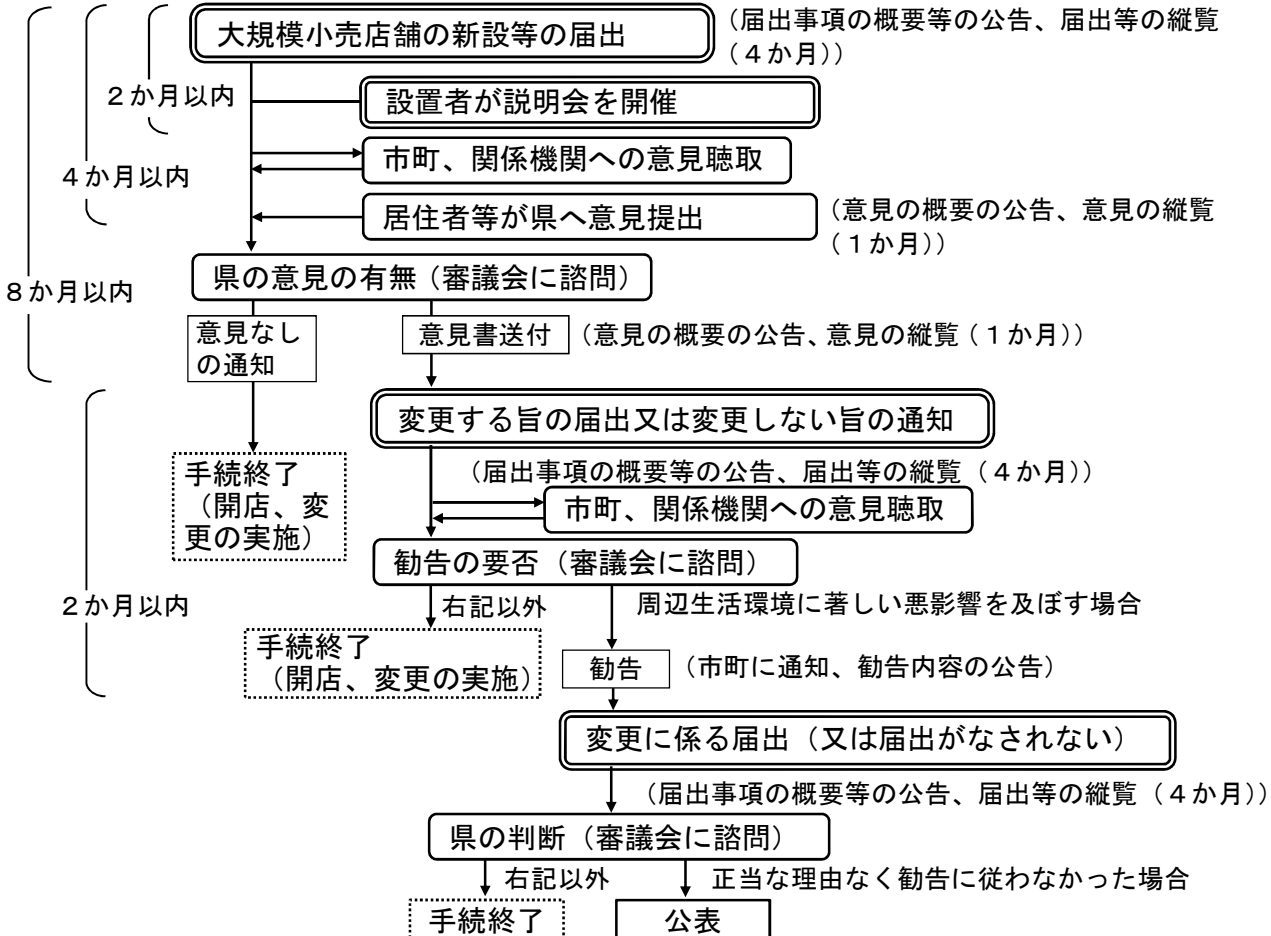 大規模小売店舗の新設等の届出
（届出事項の概要等の公告、届出等の縦覧
（４か月））
２か月以内
設置者が説明会を開催
市町、関係機関への意見聴取
４か月以内
居住者等が県へ意見提出
（意見の概要の公告、意見の縦覧
（１か月））
８か月以内
県の意見の有無（審議会に諮問）
意見なし
の通知
意見書送付
（意見の概要の公告、意見の縦覧（１か月））
変更する旨の届出又は変更しない旨の通知
手続終了
（開店、変
更の実施）
（届出事項の概要等の公告、届出等の縦覧（４か月））
市町、関係機関への意見聴取
勧告の要否（審議会に諮問）
２か月以内
右記以外
周辺生活環境に著しい悪影響を及ぼす場合
手続終了
（開店、変更の実施）
勧告
（市町に通知、勧告内容の公告）
変更に係る届出（又は届出がなされない）
（届出事項の概要等の公告、届出等の縦覧（４か月））
県の判断（審議会に諮問）
右記以外
正当な理由なく勧告に従わなかった場合
手続終了
公表